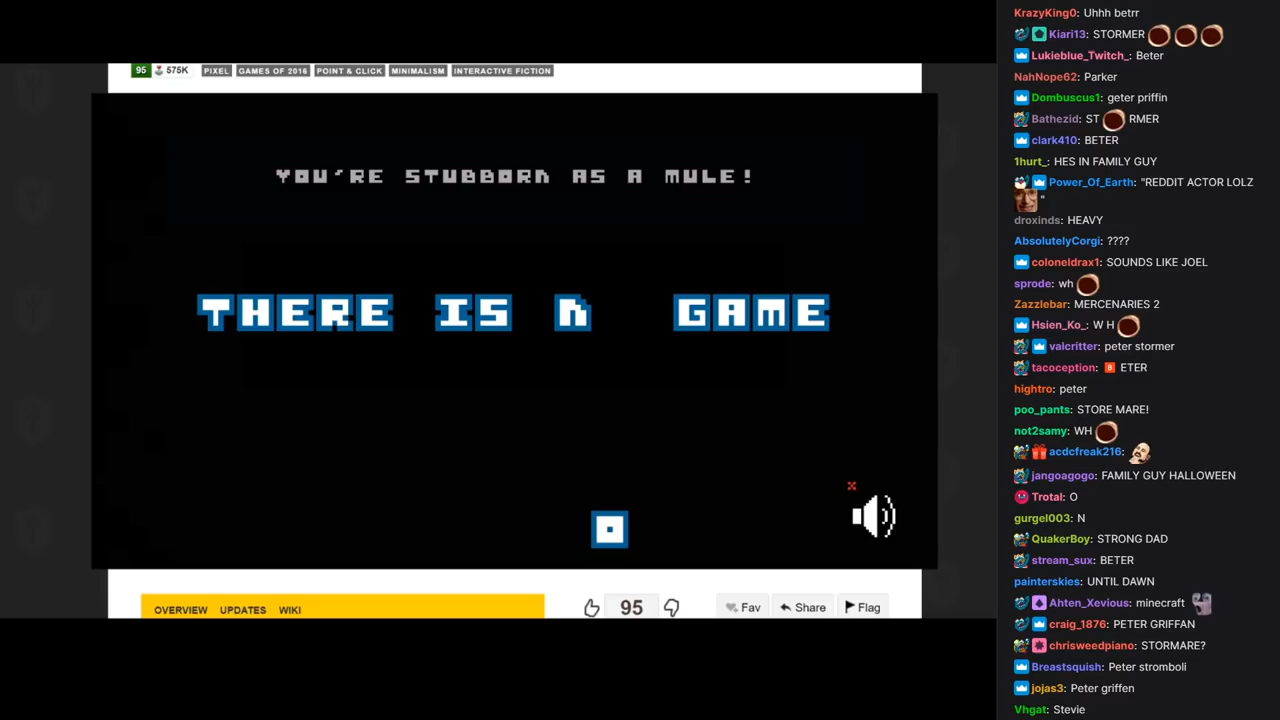 95 575K PIXEL GAMES OF 2016 POINT & CLICK MINIMALISM INTERACTIVE FICTION
YOU'RE STUBBORN AS A MULE!
THERE IS N GAME
OVERVIEW UPDATES WIKI
95
Fav Share Flag
KrazyKing0: Uhhh betrr
Kiari13: STORMER
Lukieblue_Twitch_: Beter
NahNope62: Parker
Dombuscus1: geter priffin
Bathezid: ST RMER
clark410: BETER
1hurt_: HES IN FAMILY GUY
Power_Of_Earth: "REDDIT ACTOR LOLZ
"
droxinds: HEAVY
AbsolutelyCorgi: ????
coloneldrax1: SOUNDS LIKE JOEL
sprode: wh
Zazzlebar: MERCENARIES 2
Hsien_Ko_: W H
valcritter: peter stormer
tacoception: B ETER
hightro: peter
poo_pants: STORE MARE!
not2samy: WH
acdcfreak216:
jangoagogo: FAMILY GUY HALLOWEEN
Trotal: O
gurgel003: N
QuakerBoy: STRONG DAD
stream_sux: BETER
painterskies: UNTIL DAWN
Ahten_Xevious: minecraft
craig_1876: PETER GRIFFAN
chrisweedpiano: STORMARE?
Breastsquish: Peter stromboli
jojas3: Peter griffen
Vhgat: Stevie